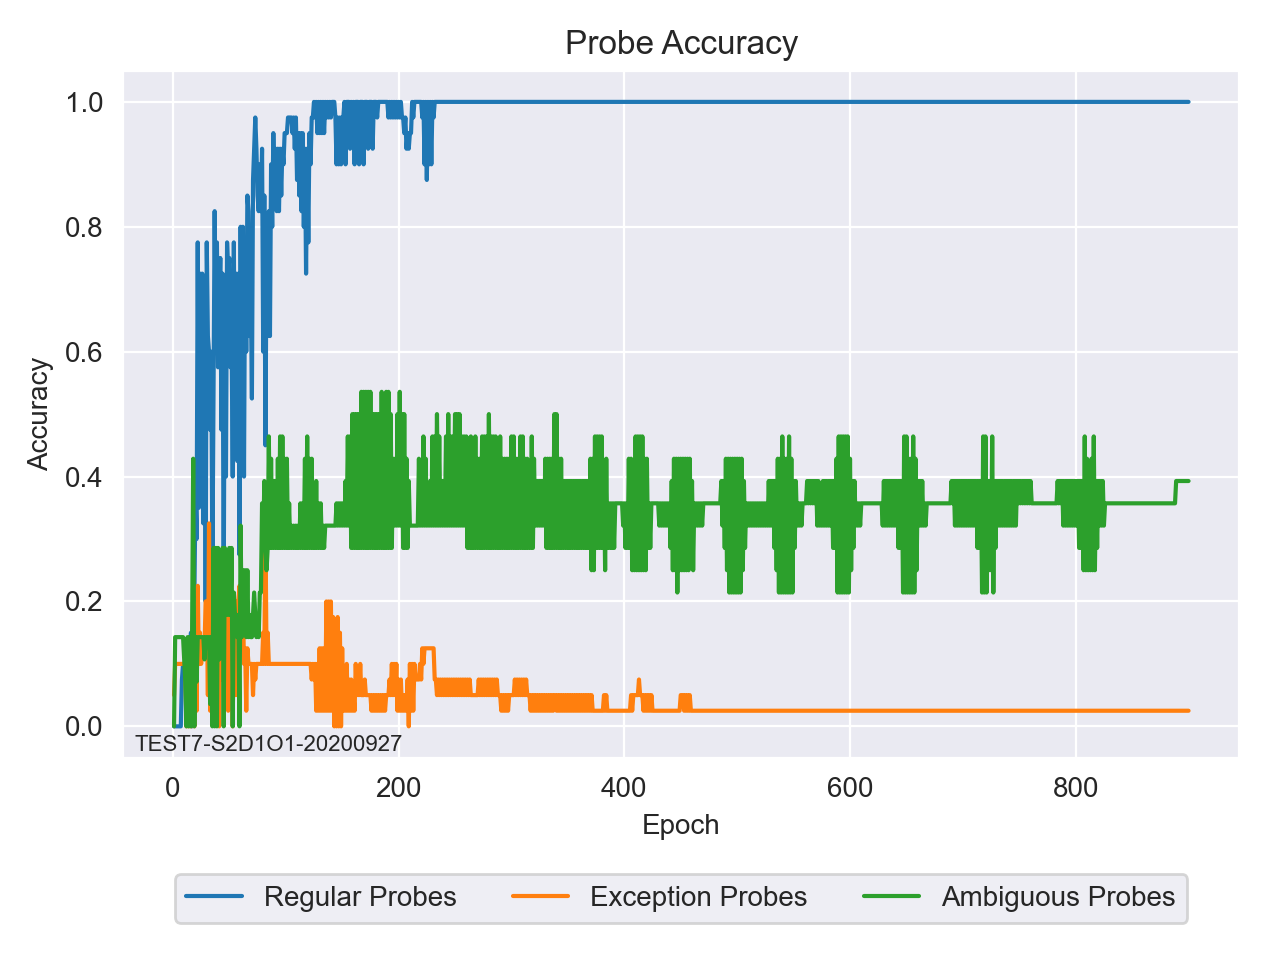 Probe Accuracy
1.0
0.8
0.6
0.4
0.2
0.0
Accuracy
TEST7-S2D1O1-20200927
0 200 400 600 800
Epoch
Regular Probes Exception Probes Ambiguous Probes